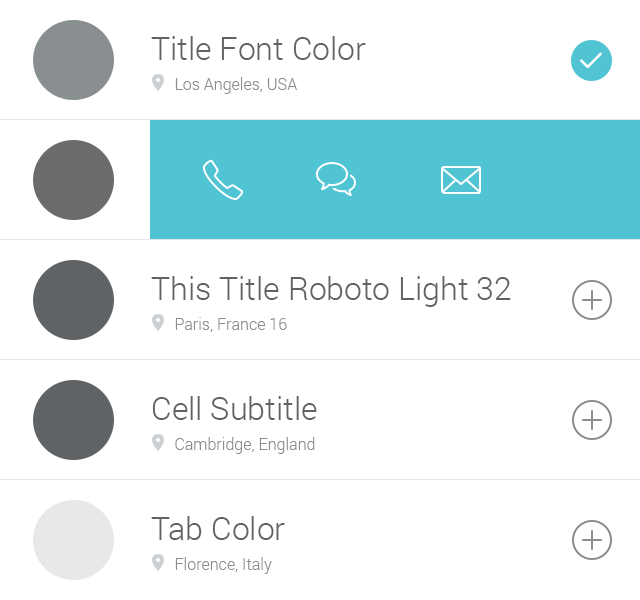 Title Font Color
Los Angeles, USA
This Title Roboto Light 32
Paris, France 16
Cell Subtitle
Cambridge, England
Tab Color
Florence, Italy